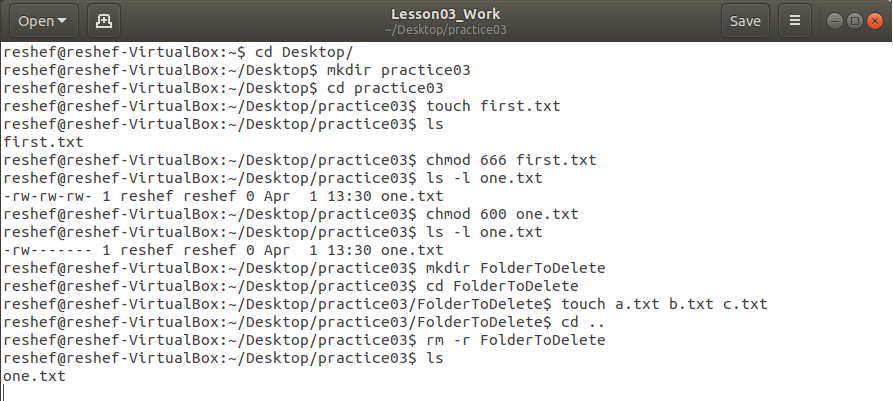 Open
Lesson03_Work
~/Desktop/practice03
Save
reshef@reshef-VirtualBox:~$ cd Desktop/
reshef@reshef-VirtualBox:~/Desktop$ mkdir practice03
reshef@reshef-VirtualBox:~/Desktop$ cd practice03
reshef@reshef-VirtualBox:~/Desktop/practice03$ touch first.txt
reshef@reshef-VirtualBox:~/Desktop/practice03$ ls
first.txt
reshef@reshef-VirtualBox:~/Desktop/practice03$ chmod 666 first.txt
reshef@reshef-VirtualBox:~/Desktop/practice03$ ls -l one.txt
-rw-rw-rw- 1 reshef reshef 0 Apr  1 13:30 one.txt
reshef@reshef-VirtualBox:~/Desktop/practice03$ chmod 600 one.txt
reshef@reshef-VirtualBox:~/Desktop/practice03$ ls -l one.txt
-rw------- 1 reshef reshef 0 Apr  1 13:30 one.txt
reshef@reshef-VirtualBox:~/Desktop/practice03$ mkdir FolderToDelete
reshef@reshef-VirtualBox:~/Desktop/practice03$ cd FolderToDelete
reshef@reshef-VirtualBox:~/Desktop/practice03/FolderToDelete$ touch a.txt b.txt c.txt
reshef@reshef-VirtualBox:~/Desktop/practice03/FolderToDelete$ cd ..
reshef@reshef-VirtualBox:~/Desktop/practice03$ rm -r FolderToDelete
reshef@reshef-VirtualBox:~/Desktop/practice03$ ls
one.txt